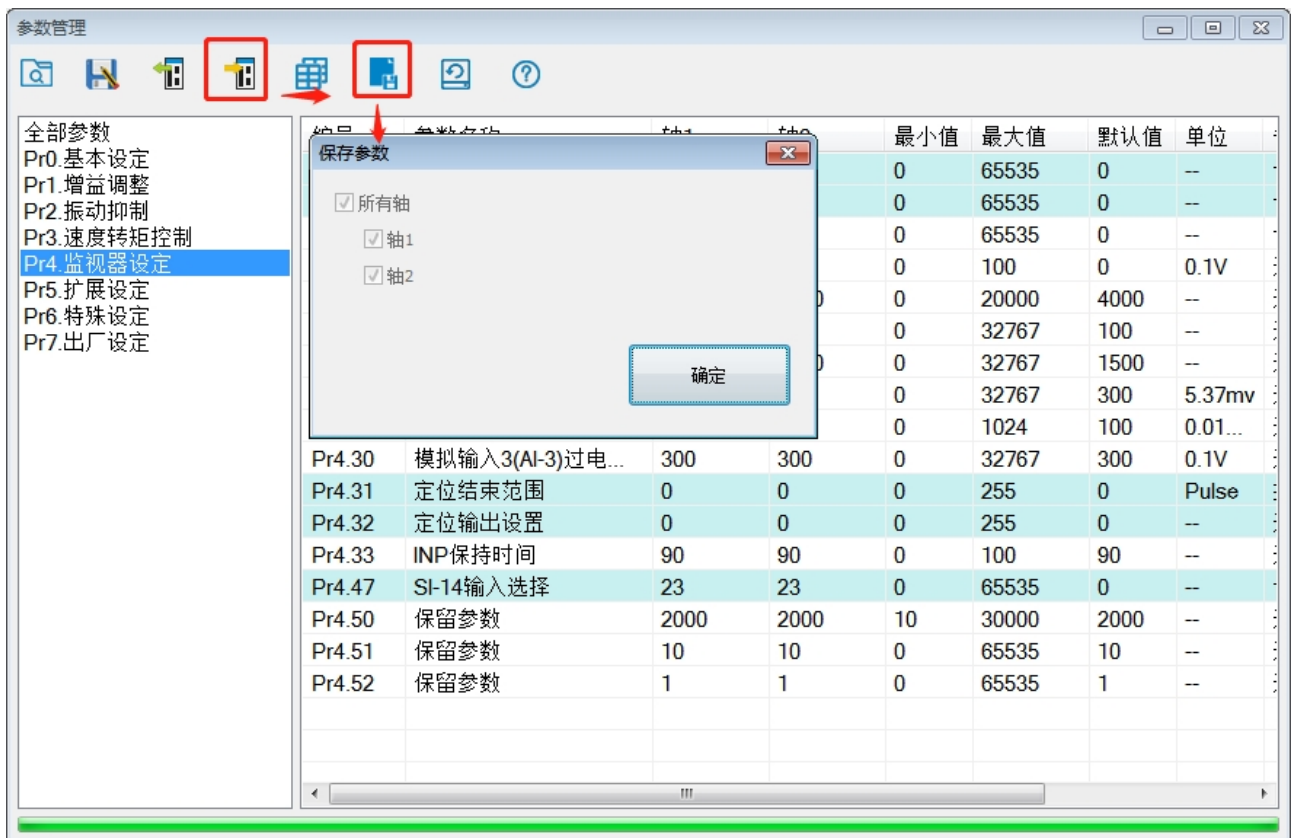 参数管理
全部参数
Pr0.基本设定
Pr1.增益调整
Pr2.振动抑制
Pr3.速度转矩控制
Pr4.监视器设定
Pr5.扩展设定
Pr6.特殊设定
Pr7.出厂设定
最小值 最大值 默认值 单位
保存参数
所有轴
轴1
轴2
确定
0 65535 0 --
0 65535 0 --
0 65535 0 --
0 100 0 0.1V
0 20000 4000 --
0 32767 100 --
0 32767 1500 --
0 32767 300 5.37mv
0 1024 100 0.01...
Pr4.30 模拟输入3(AI-3)过电... 300 300 0 32767 300 0.1V
Pr4.31 定位结束范围 0 0 0 255 0 Pulse
Pr4.32 定位输出设置 0 0 0 255 0 --
Pr4.33 INP保持时间 90 90 0 100 90 --
Pr4.47 SI-14输入选择 23 23 0 65535 0 --
Pr4.50 保留参数 2000 2000 10 30000 2000 --
Pr4.51 保留参数 10 10 0 65535 10 --
Pr4.52 保留参数 1 1 0 65535 1 --